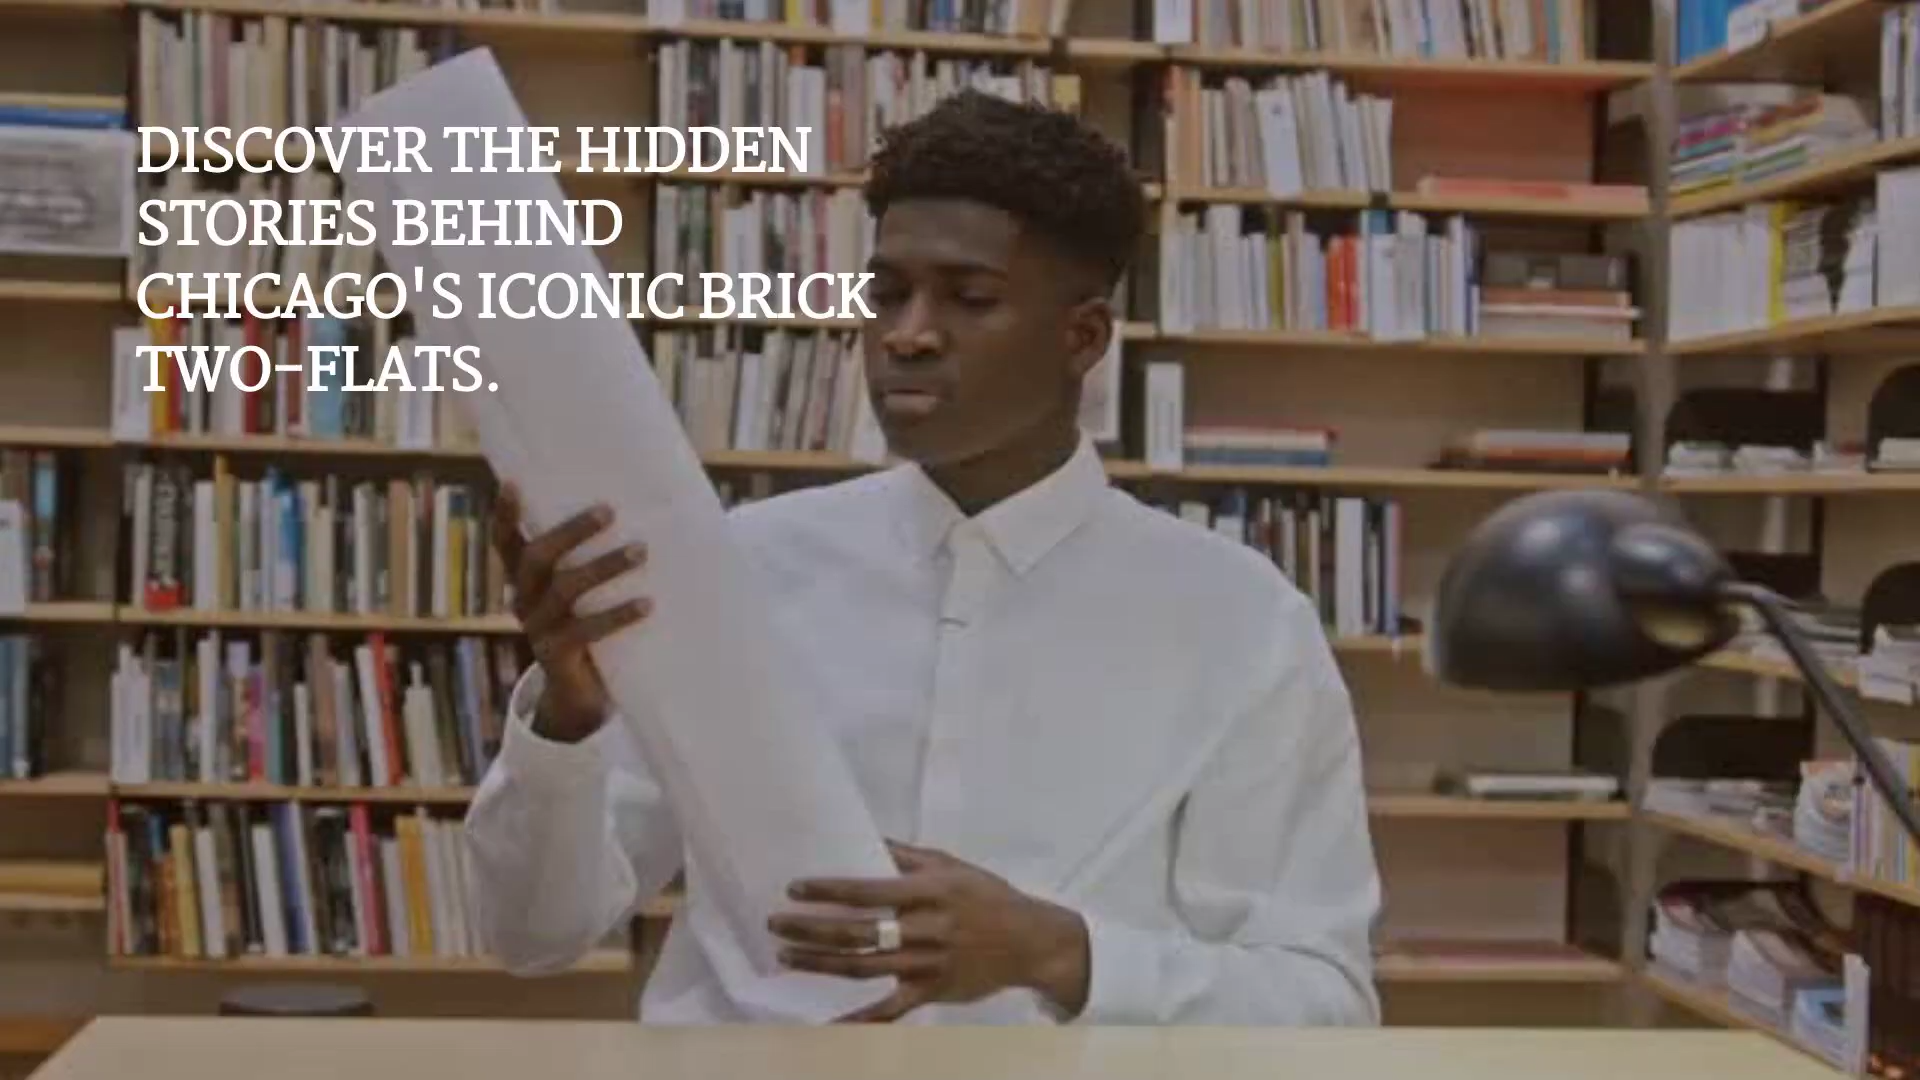 DISCOVER THE HIDDEN
STORIES BEHIND
CHICAGO'S ICONIC BRICK
TWO-FLATS.